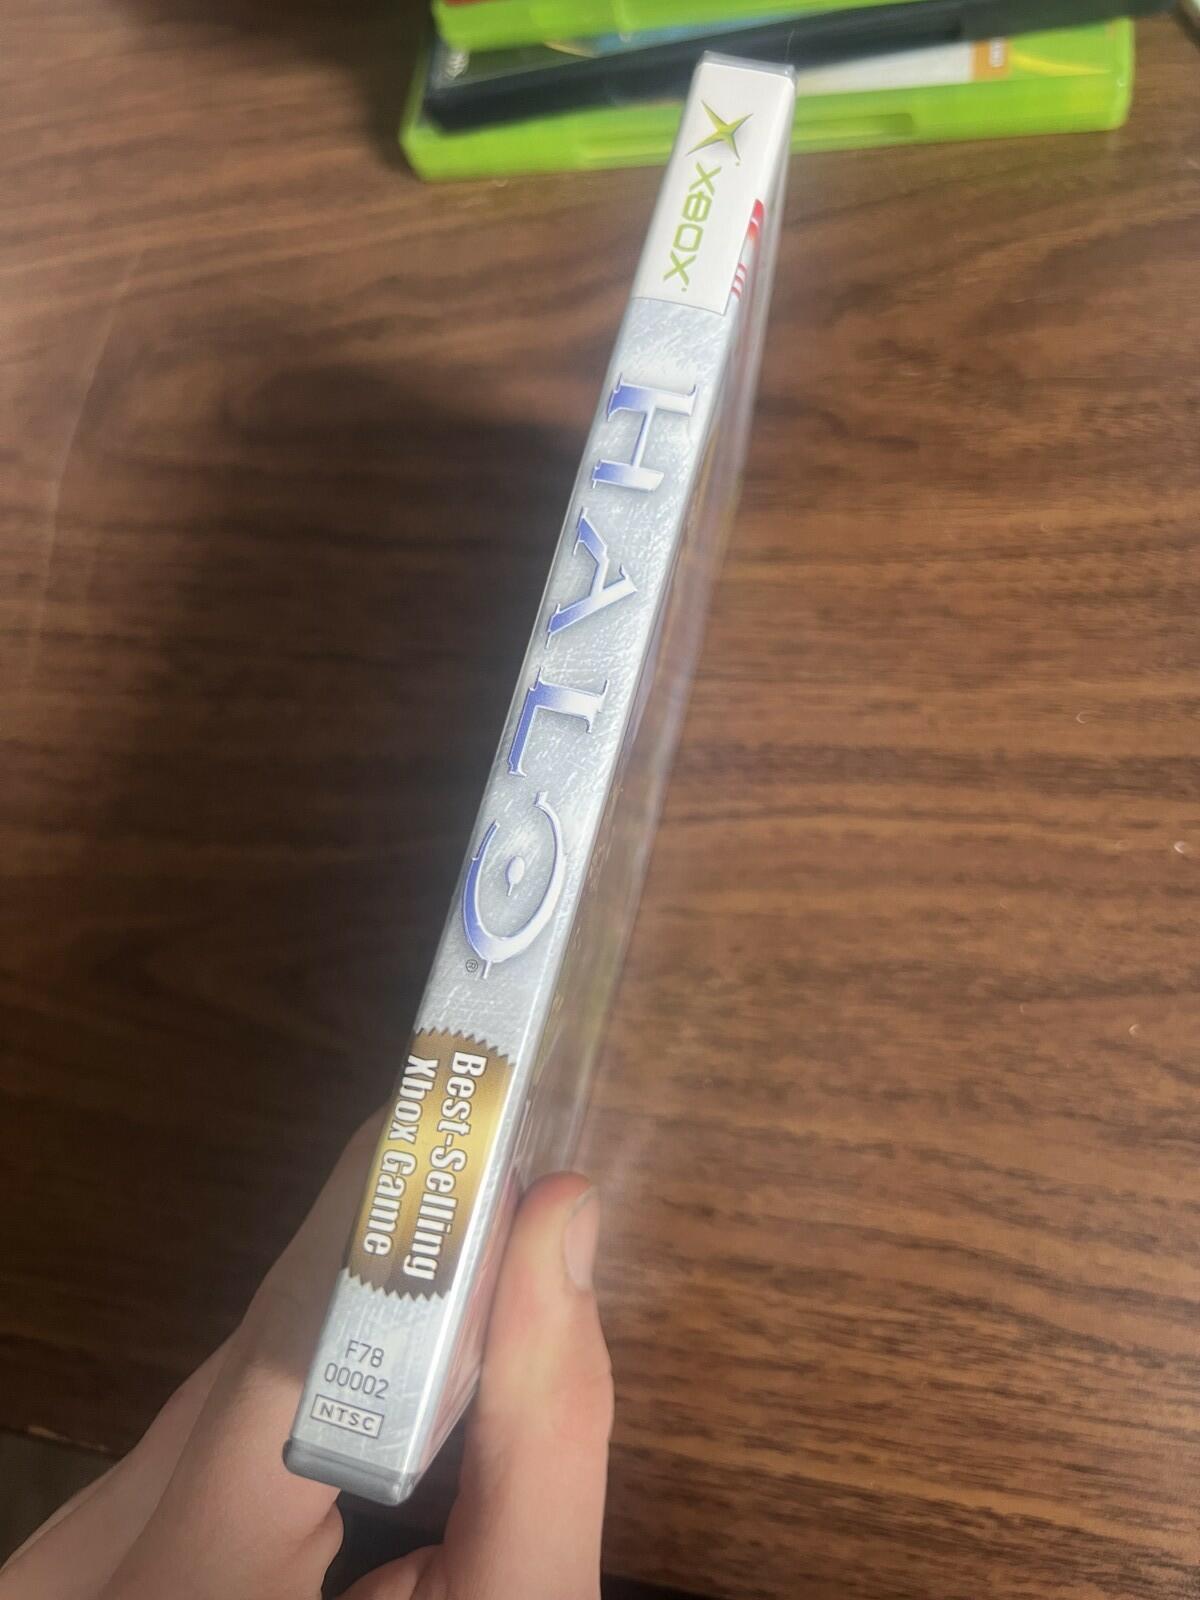 XBOX
HALO®
Best-Selling
Xbox Game
F78
00002
NTSC